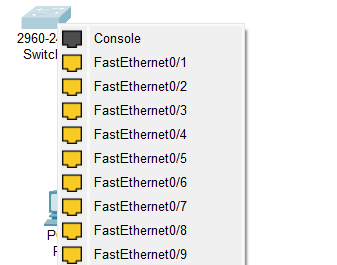 2960-2
Switc
Console
FastEthernet0/1
FastEthernet0/2
FastEthernet0/3
FastEthernet0/4
FastEthernet0/5
FastEthernet0/6
FastEthernet0/7
FastEthernet0/8
FastEthernet0/9
P